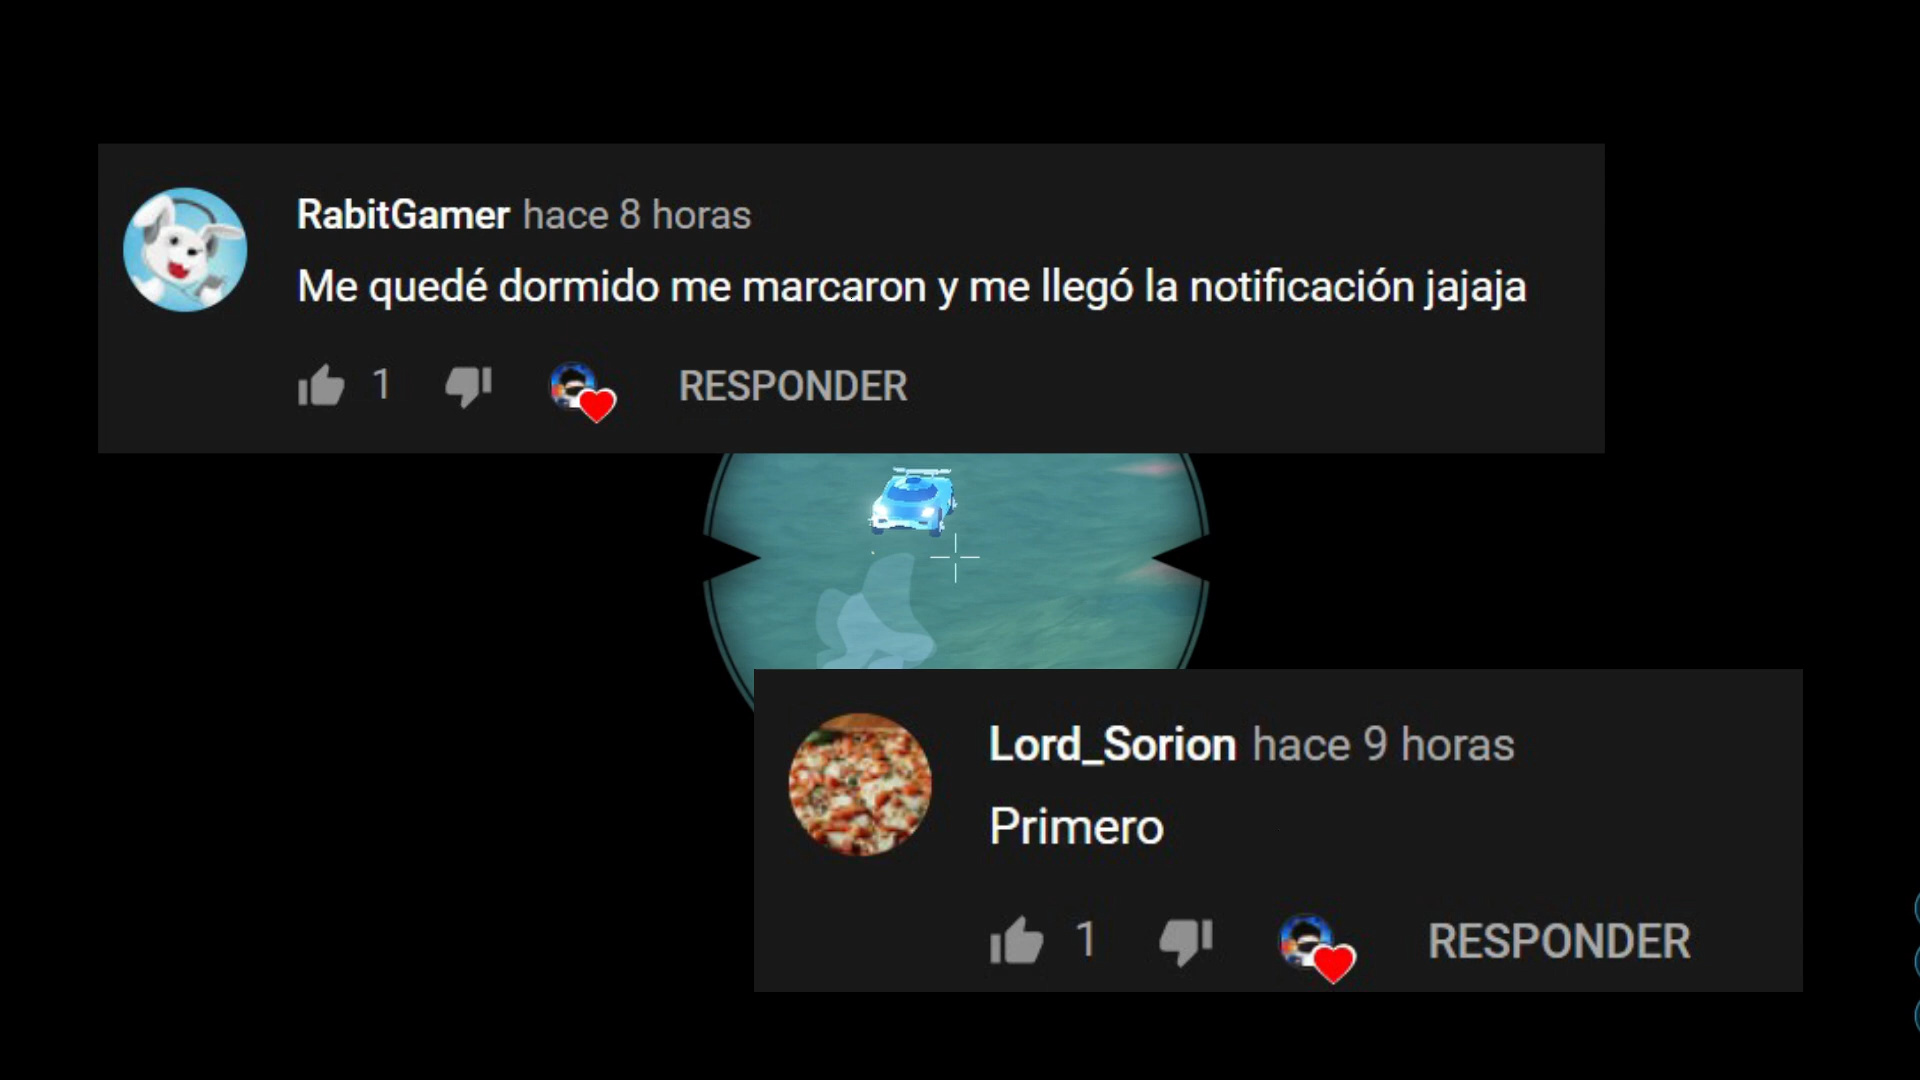 RabitGamer hace 8 horas
Me quedé dormido me marcaron y me llegó la notificación jajaja
1 RESPONDER
Lord_Sorion hace 9 horas
Primero
1 RESPONDER